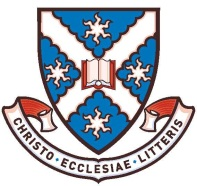 CHRISTO · ECCLESIAE · LITTERIS